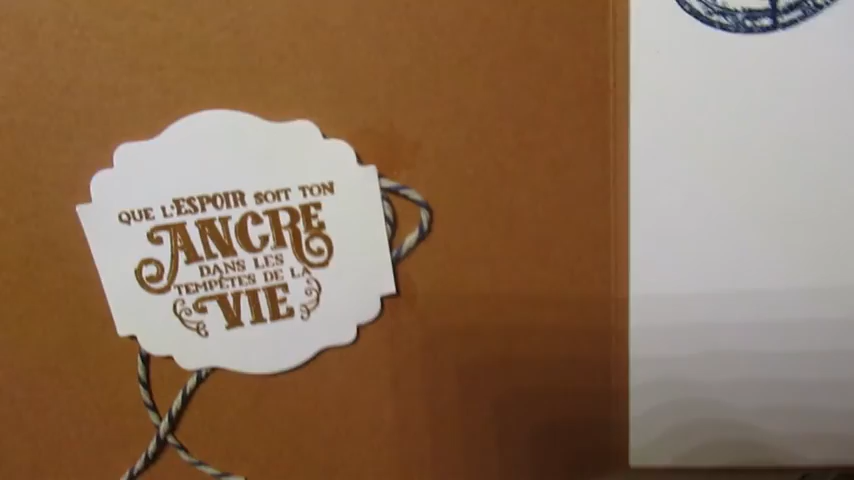 QUE L'ESPOIR SOIT TON
ANCRE
DANS LES
TEMPÊTES DE LA
VIE